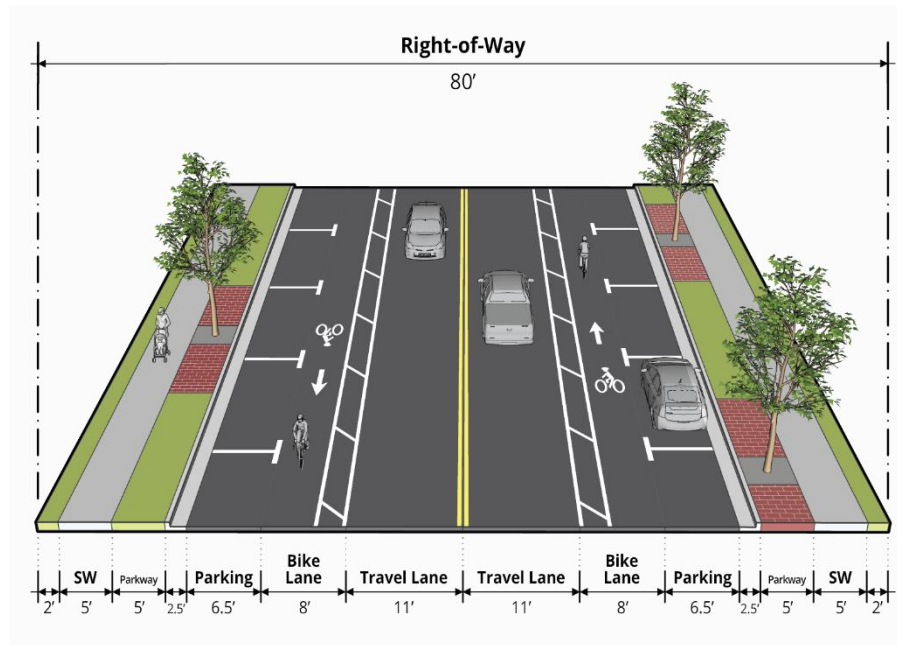 Right-of-Way
80’
SW Parkway Parking Bike Lane Travel Lane Travel Lane Bike Lane Parking Parkway SW
2’ 5’ 5’ 2.5’ 6.5’ 8’ 11’ 11’ 8’ 6.5’ 2.5’ 5’ 5’ 2’